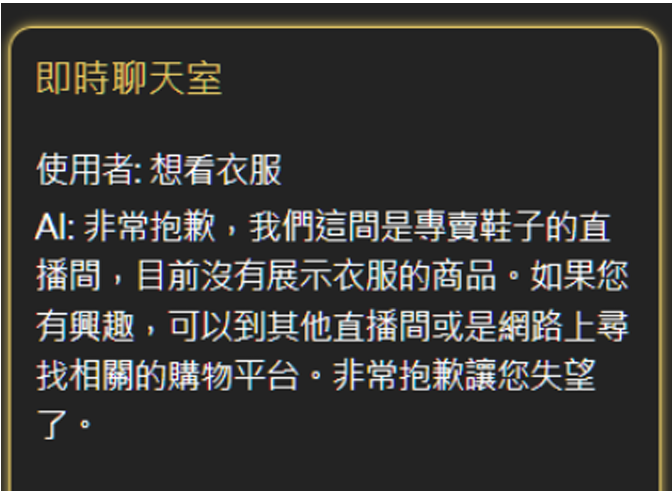 即時聊天室
使用者: 想看衣服
AI: 非常抱歉，我們這間是專賣鞋子的直
播間，目前沒有展示衣服的商品。如果您
有興趣，可以到其他直播間或是網路上尋
找相關的購物平台。非常抱歉讓您失望
了。